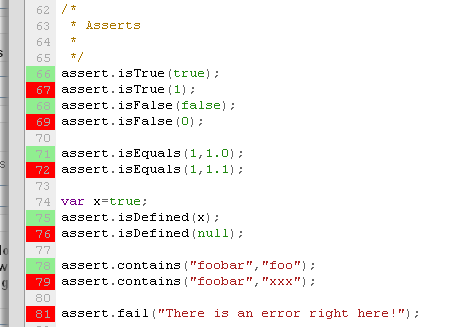 62 /*
63 * Asserts
64 *
65 */
66 assert.isTrue(true);
67 assert.isTrue(1);
68 assert.isFalse(false);
69 assert.isFalse(0);
70
71 assert.isEquals(1,1.0);
72 assert.isEquals(1,1.1);
73
74 var x=true;
75 assert.isDefined(x);
76 assert.isDefined(null);
77
78 assert.contains("foobar","foo");
79 assert.contains("foobar","xxx");
80
81 assert.fail("There is an error right here!");